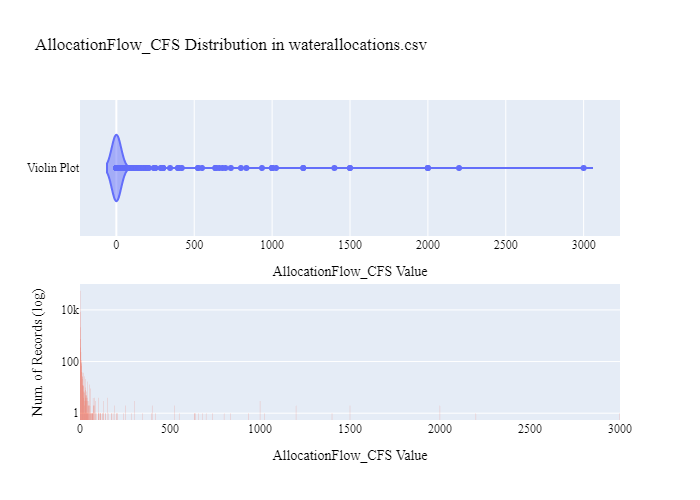 AllocationFlow_CFS Distribution in waterallocations.csv
Violin Plot
0 500 1000 1500 2000 2500 3000
AllocationFlow_CFS Value
Num. of Records (log)
10k
100
1
0 500 1000 1500 2000 2500 3000
AllocationFlow_CFS Value